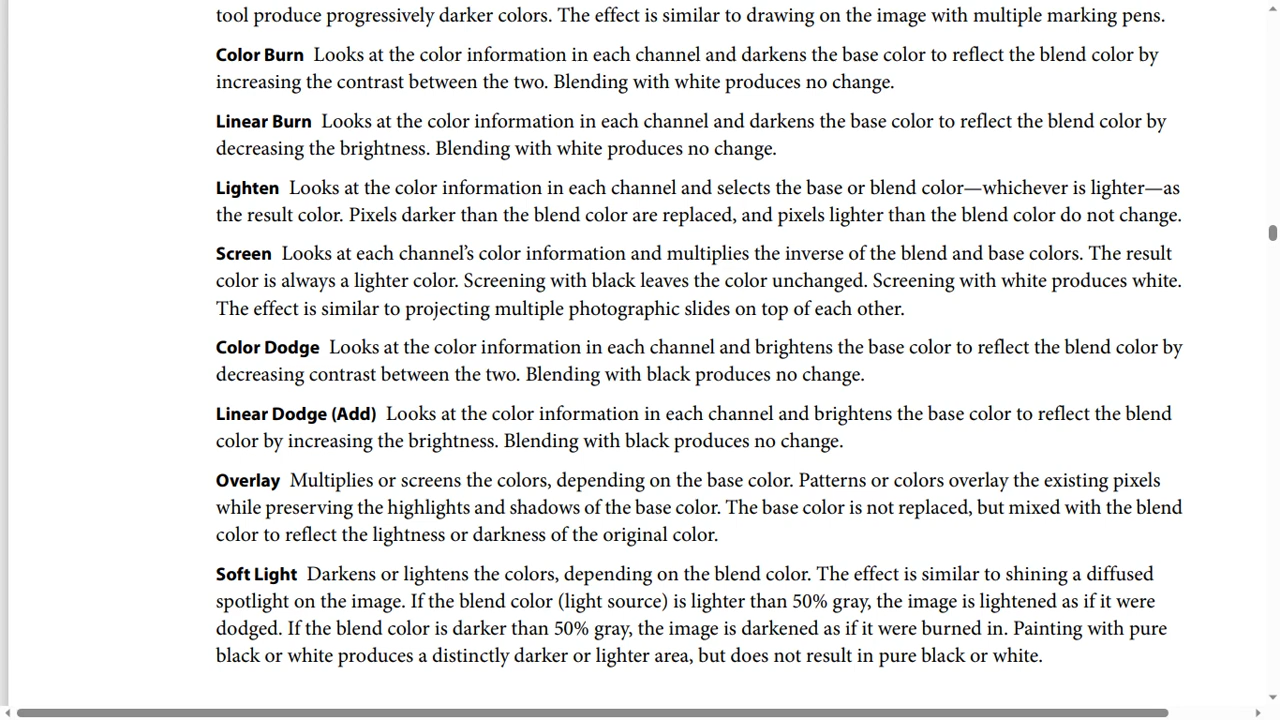 tool produce progressively darker colors. The effect is similar to drawing on the image with multiple marking pens.
Color Burn Looks at the color information in each channel and darkens the base color to reflect the blend color by
increasing the contrast between the two. Blending with white produces no change.
Linear Burn Looks at the color information in each channel and darkens the base color to reflect the blend color by
decreasing the brightness. Blending with white produces no change.
Lighten Looks at the color information in each channel and selects the base or blend color—whichever is lighter—as
the result color. Pixels darker than the blend color are replaced, and pixels lighter than the blend color do not change.
Screen Looks at each channel’s color information and multiplies the inverse of the blend and base colors. The result
color is always a lighter color. Screening with black leaves the color unchanged. Screening with white produces white.
The effect is similar to projecting multiple photographic slides on top of each other.
Color Dodge Looks at the color information in each channel and brightens the base color to reflect the blend color by
decreasing contrast between the two. Blending with black produces no change.
Linear Dodge (Add) Looks at the color information in each channel and brightens the base color to reflect the blend
color by increasing the brightness. Blending with black produces no change.
Overlay Multiplies or screens the colors, depending on the base color. Patterns or colors overlay the existing pixels
while preserving the highlights and shadows of the base color. The base color is not replaced, but mixed with the blend
color to reflect the lightness or darkness of the original color.
Soft Light Darkens or lightens the colors, depending on the blend color. The effect is similar to shining a diffused
spotlight on the image. If the blend color (light source) is lighter than 50% gray, the image is lightened as if it were
dodged. If the blend color is darker than 50% gray, the image is darkened as if it were burned in. Painting with pure
black or white produces a distinctly darker or lighter area, but does not result in pure black or white.